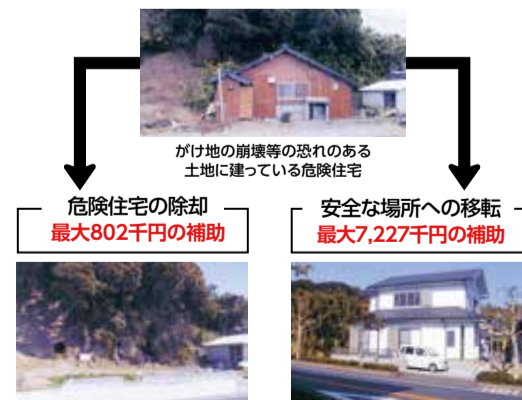 がけ地の崩壊等の恐れのある
土地に建っている危険住宅
危険住宅の除却
最大802千円の補助
安全な場所への移転
最大7,227千円の補助